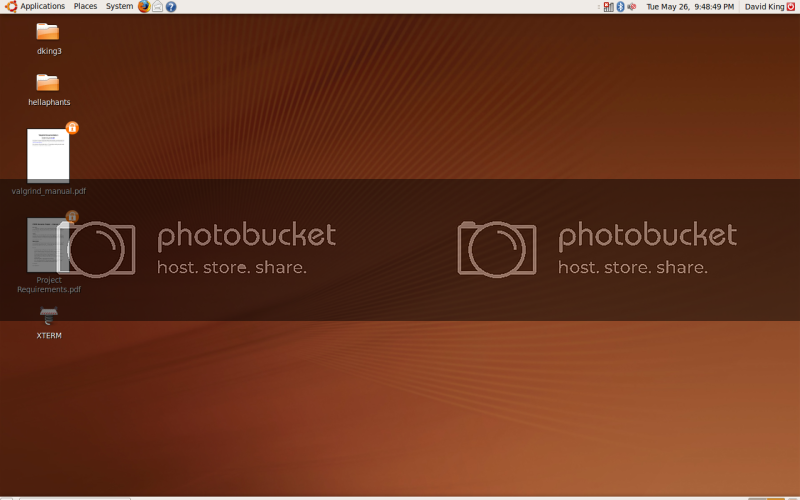 Applications Places System
Tue May 26, 9:48:49 PM
David King
dking3
hellaphants
valgrind_manual.pdf
photobucket
host. store. share.
photobucket
host. store. share.
Project
Requirements.pdf
XTERM